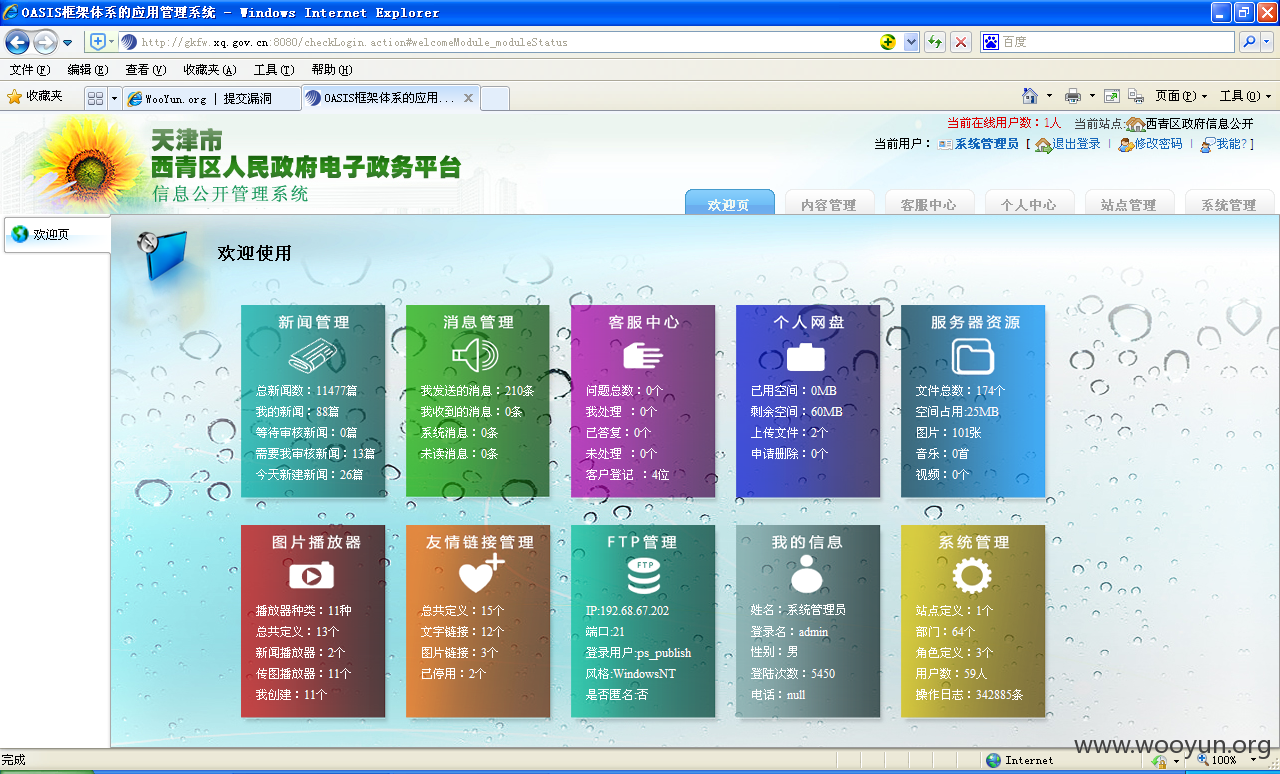 OASIS框架体系的应用管理系统 - Windows Internet Explorer
http://gkfw.xq.gov.cn:8080/checkLogin.action#welcomeModule_moduleStatus
百度
文件(F) 编辑(E) 查看(V) 收藏夹(A) 工具(T) 帮助(H)
收藏夹 WooYun.org | 提交漏洞 OASIS框架体系的应用... 页面(P) 工具(O)
当前在线用户数：1人 当前站点:西青区政府信息公开
当前用户： 系统管理员 [ 退出登录 | 修改密码 | 我能? ]
天津市
西青区人民政府电子政务平台
信息公开管理系统
欢迎页 内容管理 客服中心 个人中心 站点管理 系统管理
欢迎页
欢迎使用
新闻管理
总新闻数：11477篇
我的新闻：88篇
等待审核新闻：0篇
需要我审核新闻：13篇
今天新建新闻：26篇
消息管理
我发送的消息：210条
我收到的消息：0条
系统消息：0条
未读消息：0条
客服中心
问题总数：0个
我处理 ：0个
已答复：0个
未处理 ：0个
客户登记 ：4位
个人网盘
已用空间：0MB
剩余空间：60MB
上传文件：2个
申请删除：0个
服务器资源
文件总数：174个
空间占用:25MB
图片：101张
音乐：0首
视频：0个
图片播放器
播放器种类：11种
总共定义：13个
新闻播放器：2个
传图播放器：11个
我创建：11个
友情链接管理
总共定义：15个
文字链接：12个
图片链接：3个
已停用：2个
FTP管理
FTP
IP:192.68.67.202
端口:21
登录用户:ps_publish
风格:WindowsNT
是否匿名:否
我的信息
姓名：系统管理员
登录名：admin
性别：男
登陆次数：5450
电话：null
系统管理
站点定义：1个
部门：64个
角色定义：3个
用户数：59人
操作日志：342885条
www.wooyun.org
完成 Internet 100%